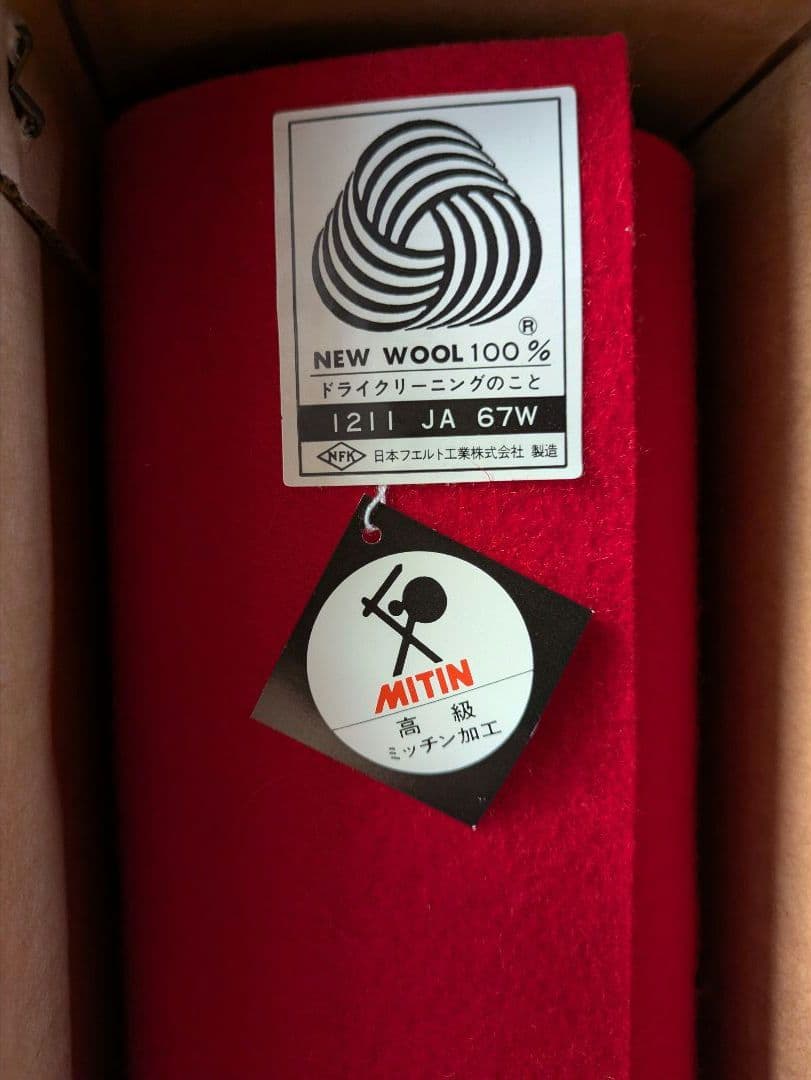 ®
NEW WOOL 100%
ドライクリーニングのこと
1211 JA 67W
NFK 日本フエルト工業株式会社 製造
MITIN
高級
ミッチン加工